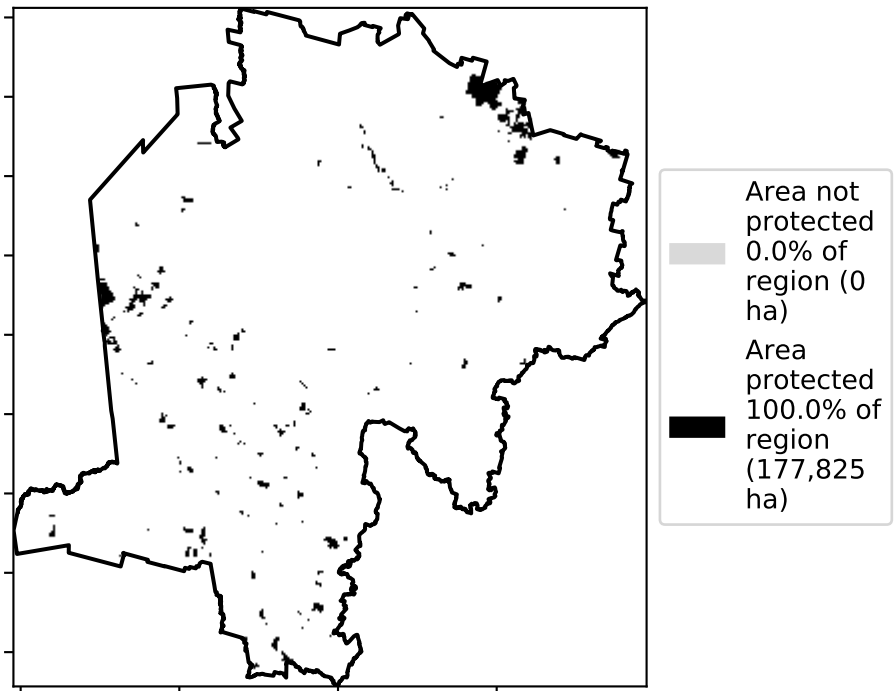 Area not
protected
0.0% of
region (0
ha)
Area
protected
100.0% of
region
(177,825
ha)